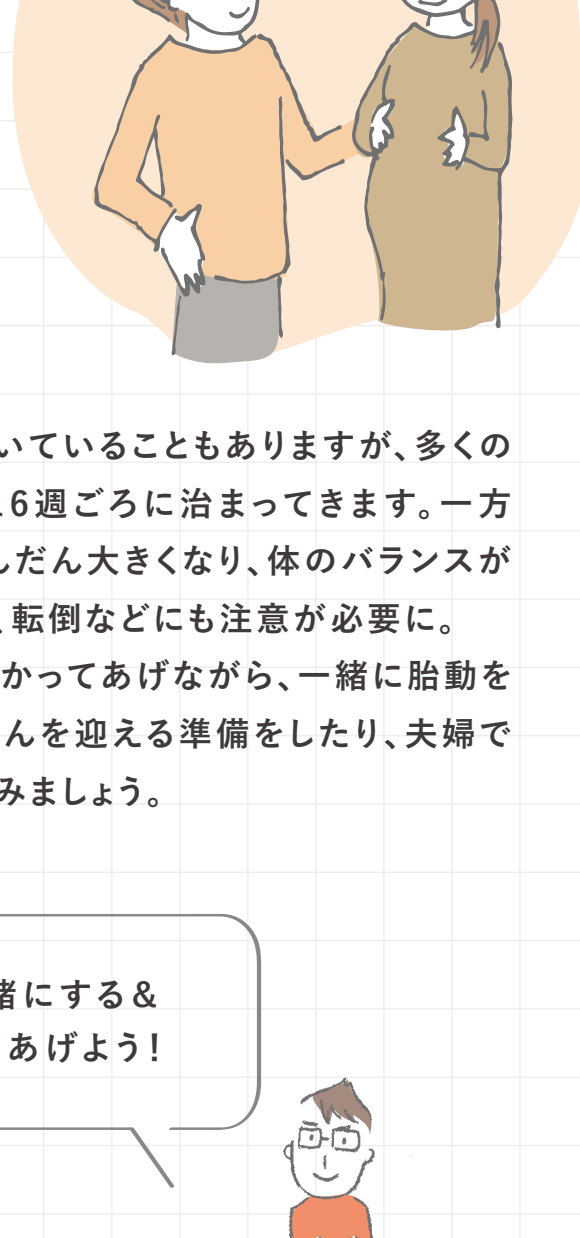 いていることもありますが、多くの
16週ごろに治まってきます。一方
んだん大きくなり、体のバランスが
、転倒などにも注意が必要に。
かってあげながら、一緒に胎動を
んを迎える準備をしたり、夫婦で
みましょう。
緒にする&
あげよう!